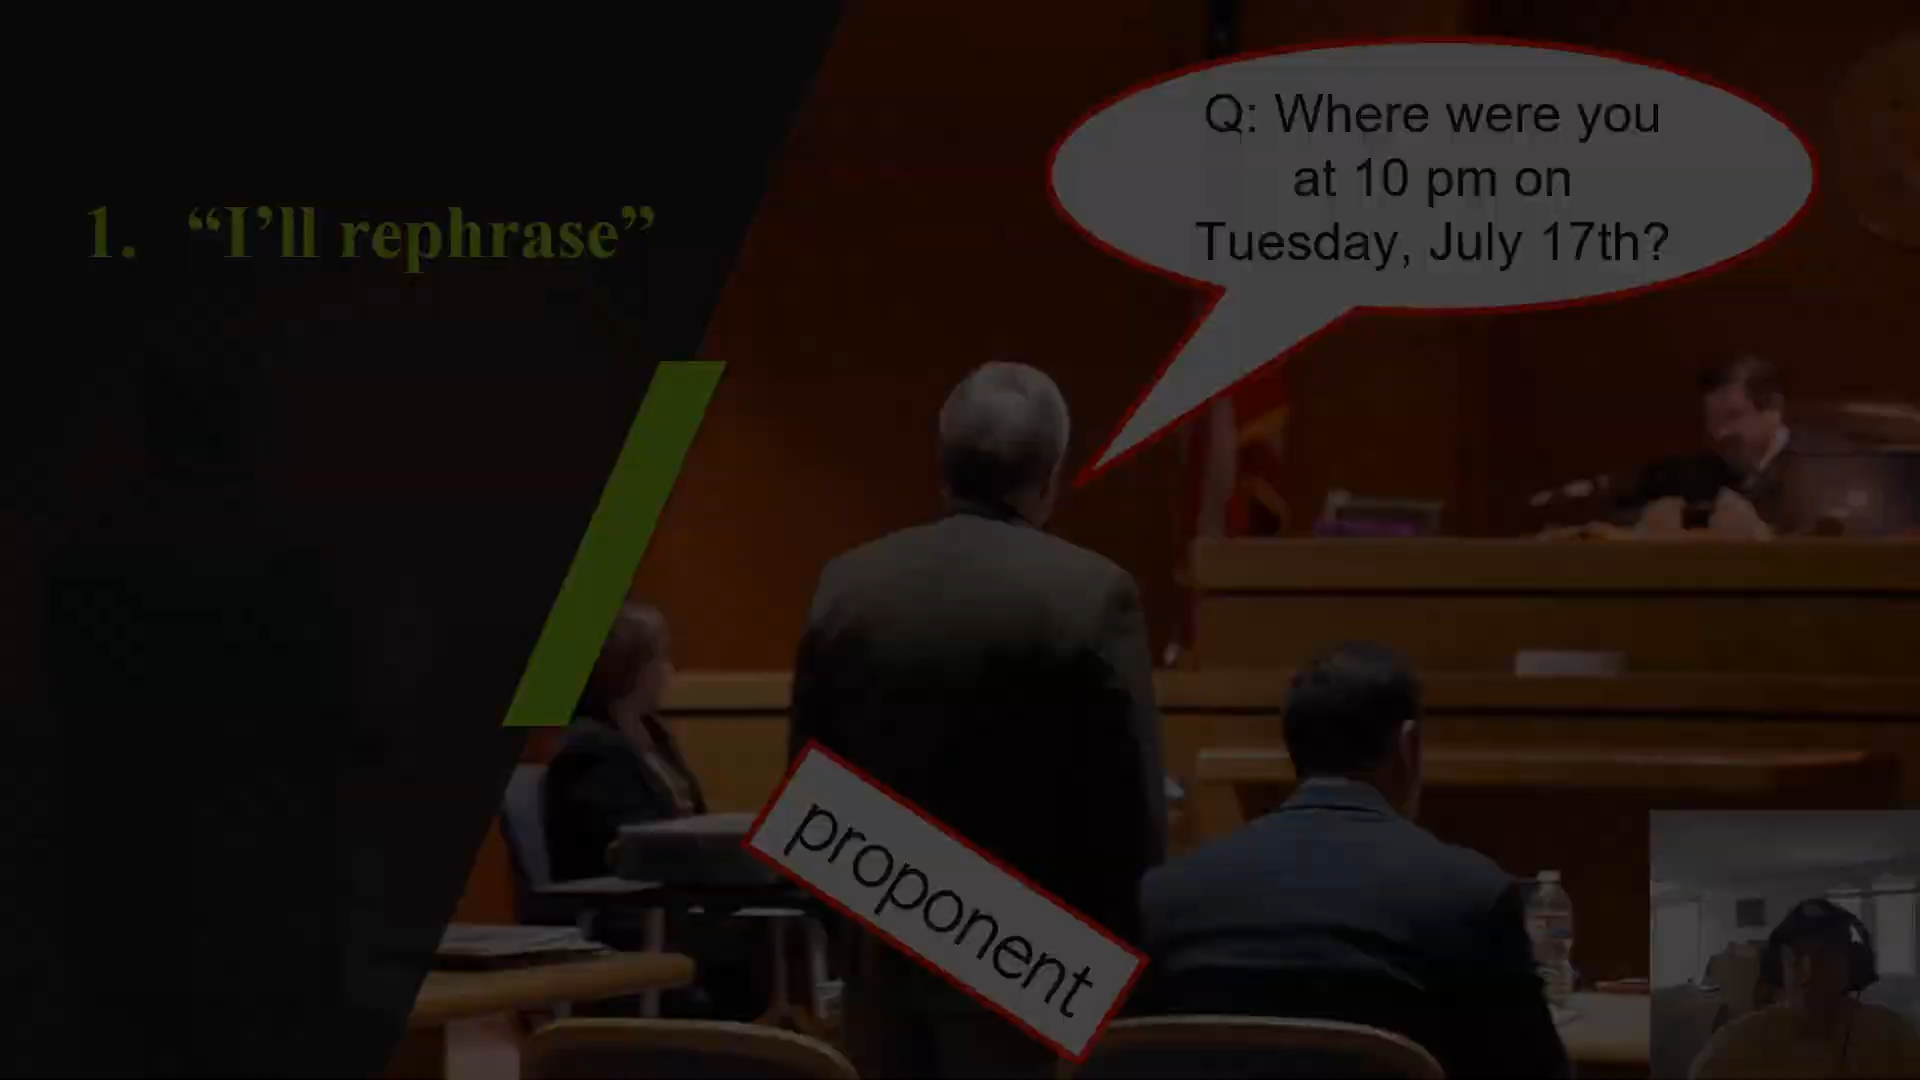 1. “I’ll rephrase”
Q: Where were you
at 10 pm on
Tuesday, July 17th?
proponent